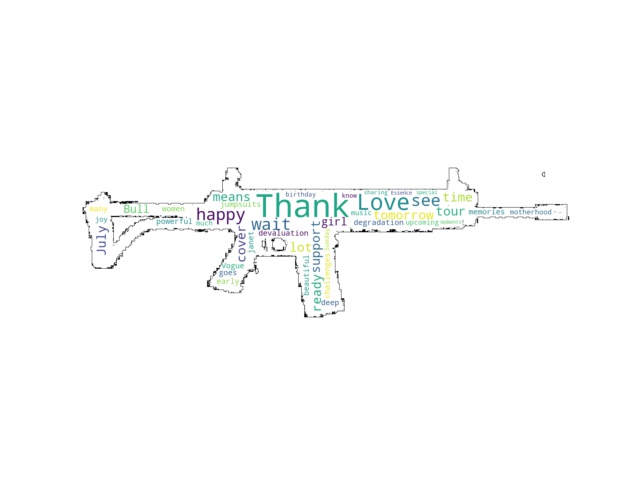 birthday
know
sharing Essence special
means
Thank
Love
see
time
jumpsuits
many
Bull
women
happy
music
tomorrow
tour
memories
motherhood
joy
powerful
much
wait
girl
degradation
upcoming
moments
July
cover
janet
devaluation
support
lot
sandy
Vogue
goes
early
beautiful
ready
challenges
deep